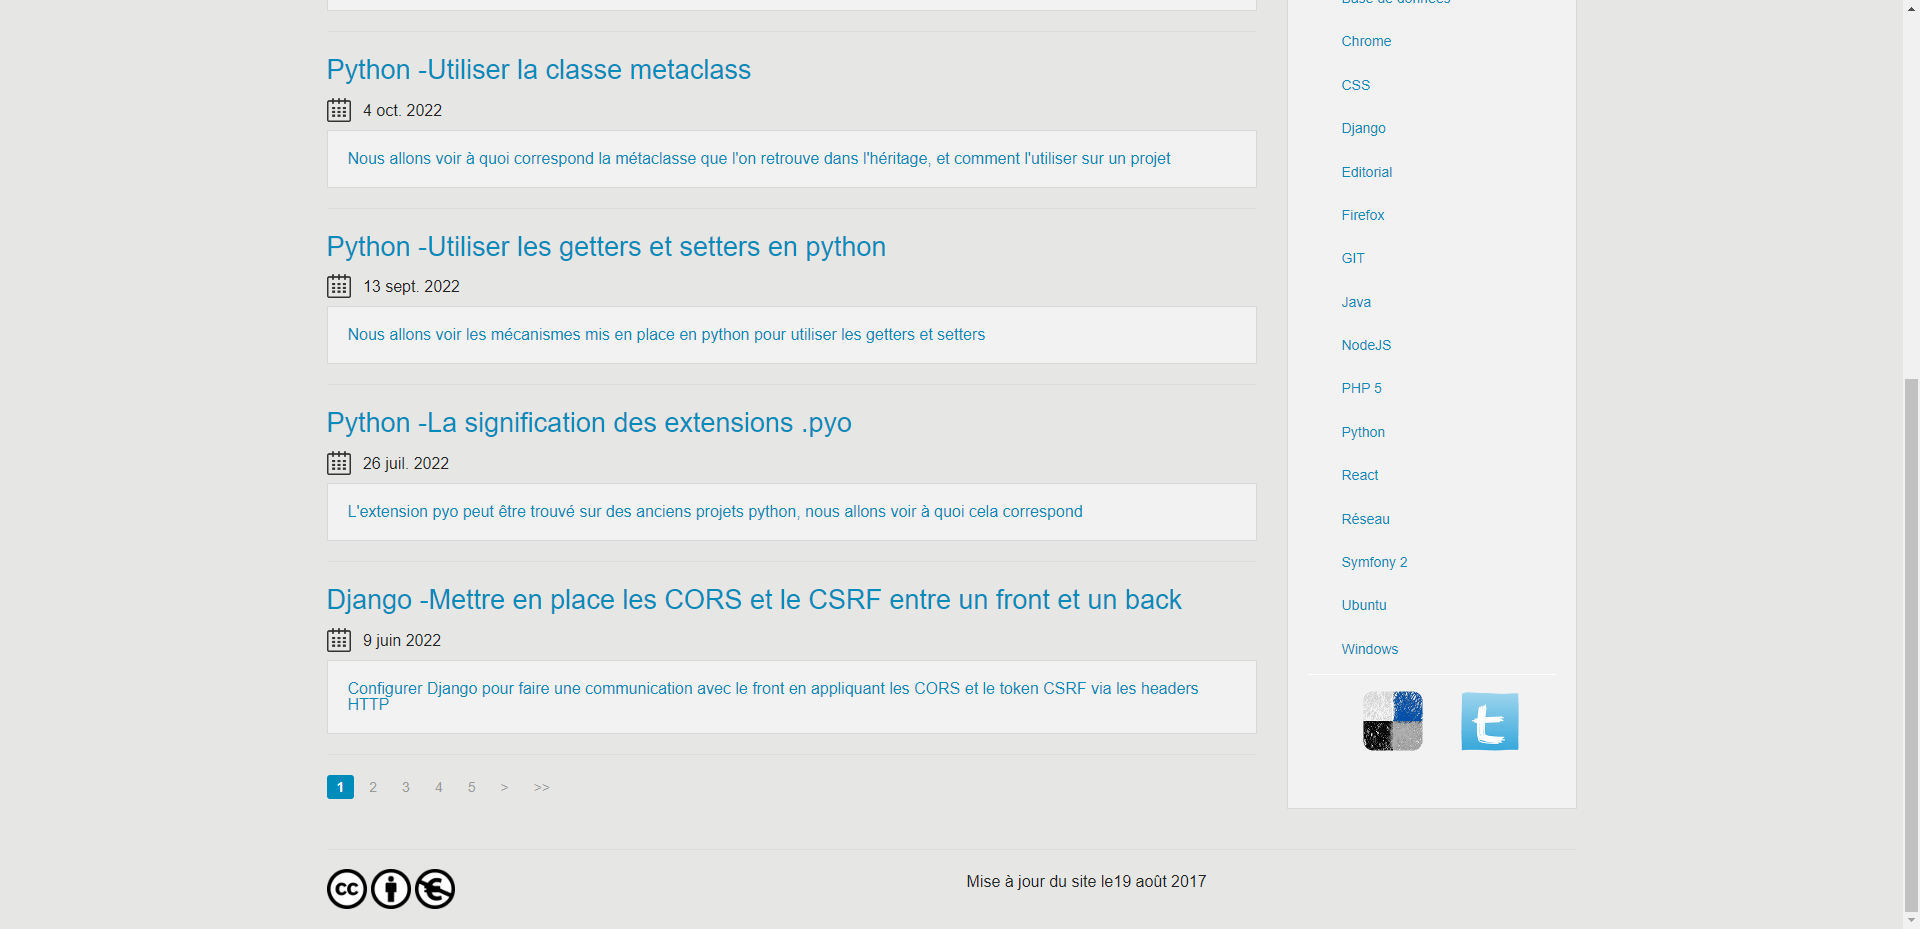 Python -Utiliser la classe metaclass
4 oct. 2022
Nous allons voir à quoi correspond la métaclasse que l'on retrouve dans l'héritage, et comment l'utiliser sur un projet
Python -Utiliser les getters et setters en python
13 sept. 2022
Nous allons voir les mécanismes mis en place en python pour utiliser les getters et setters
Python -La signification des extensions .pyo
26 juil. 2022
L'extension pyo peut être trouvé sur des anciens projets python, nous allons voir à quoi cela correspond
Django -Mettre en place les CORS et le CSRF entre un front et un back
9 juin 2022
Configurer Django pour faire une communication avec le front en appliquant les CORS et le token CSRF via les headers
HTTP
1 2 3 4 5 > >>
Base de données
Chrome
CSS
Django
Editorial
Firefox
GIT
Java
NodeJS
PHP 5
Python
React
Réseau
Symfony 2
Ubuntu
Windows
t
cc
Mise à jour du site le19 août 2017